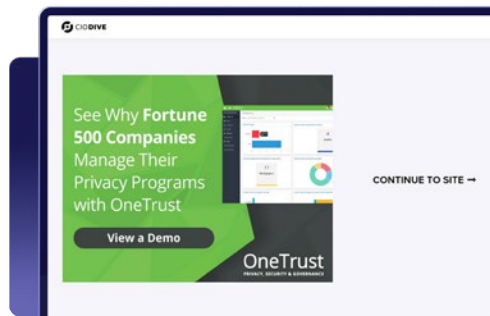 CIODIVE
See Why Fortune
500 Companies
Manage Their
Privacy Programs
with OneTrust
View a Demo
OneTrust
PRIVACY, SECURITY & GOVERNANCE
CONTINUE TO SITE →